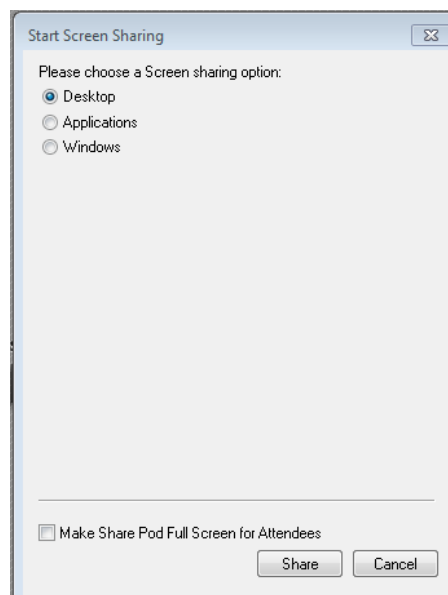 Start Screen Sharing
Please choose a Screen sharing option:
Desktop
Applications
Windows
Make Share Pod Full Screen for Attendees
Share Cancel